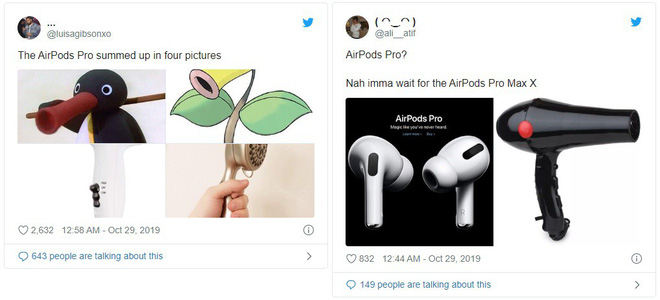 ...
@luisagibsonxo
The AirPods Pro summed up in four pictures
2,632 12:58 AM - Oct 29, 2019
643 people are talking about this
( ͡° ͜ʖ ͡°)
@ali__atif
AirPods Pro?
Nah imma wait for the AirPods Pro Max X
AirPods Pro
Magic like you've never heard.
Learn more > Buy >
832 12:44 AM - Oct 29, 2019
149 people are talking about this